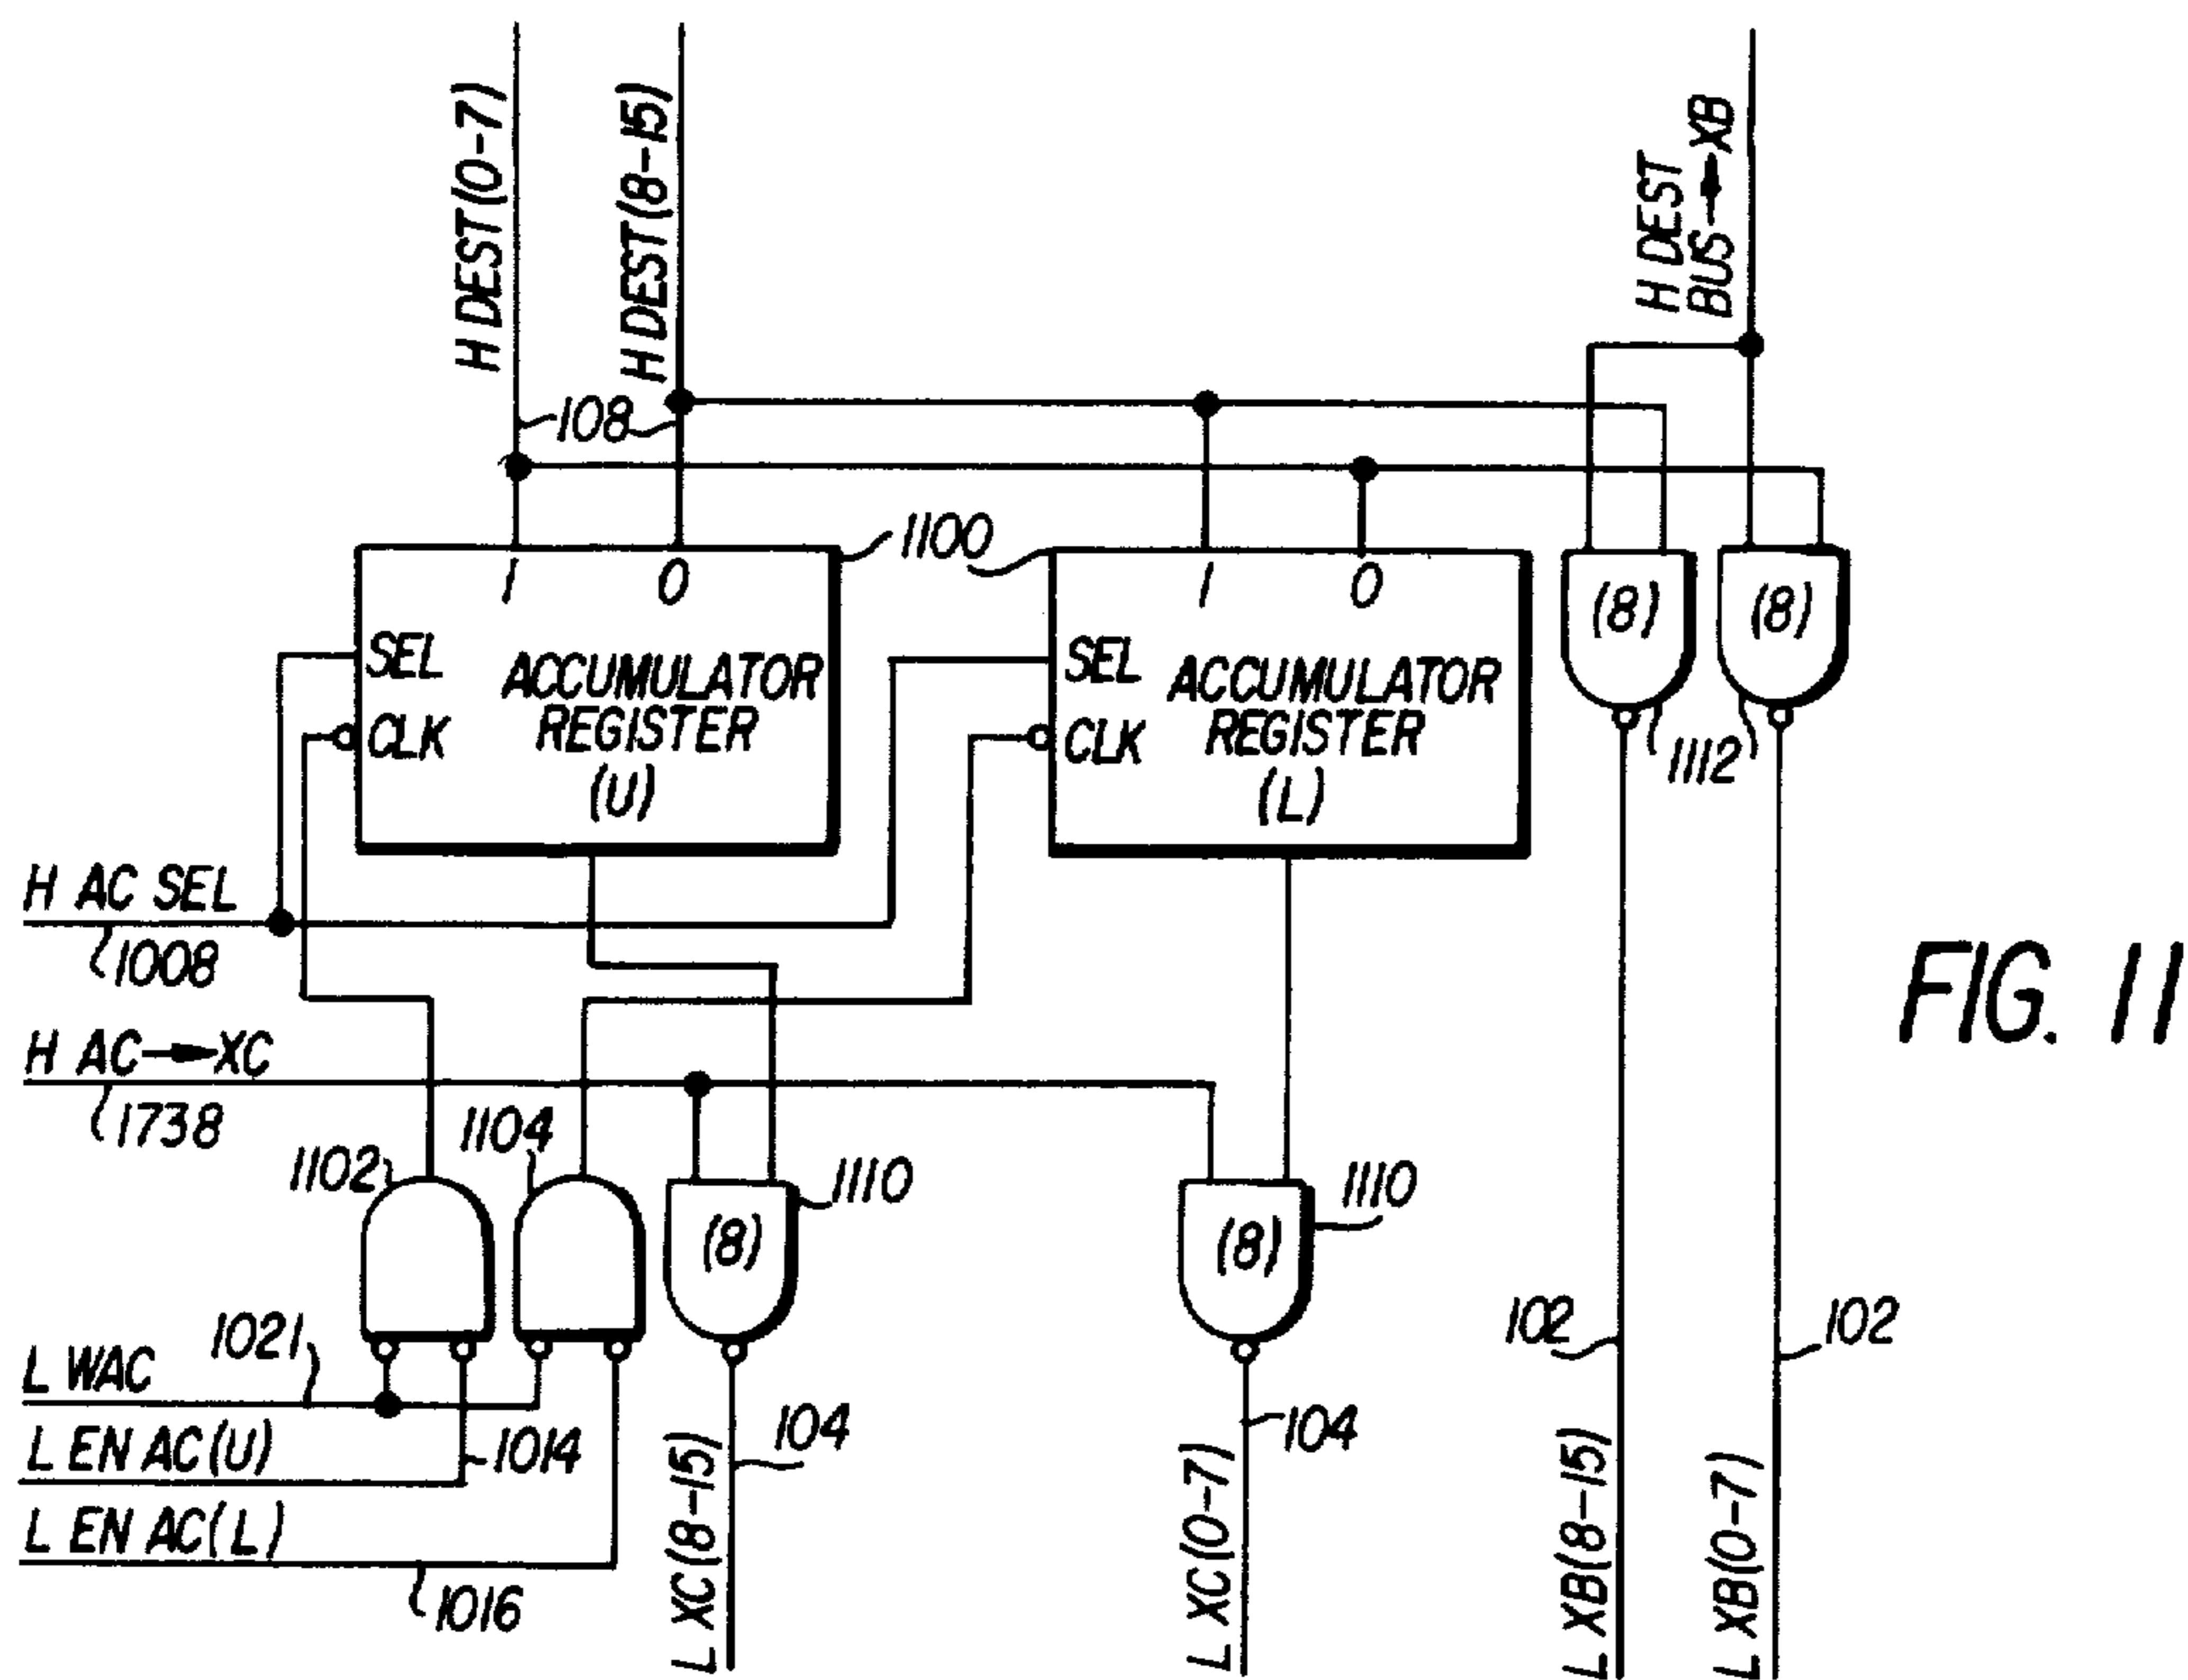 H DEST(0-7)
H DEST(8-15)
H DEST
BUS→XB
108
1100
1 0
SEL
CLK
ACCUMULATOR
REGISTER
(U)
1 0
SEL
CLK
ACCUMULATOR
REGISTER
(L)
(8)
(8)
1112
H AC SEL
1008
FIG. 11
H AC→XC
1738
1102
1104
(8)
1110
(8)
1110
1021
L WAC
L EN AC(U)
1014
L EN AC(L)
1016
104
L XC(8-15)
104
L XC(0-7)
102
L XB(8-15)
102
L XB(0-7)